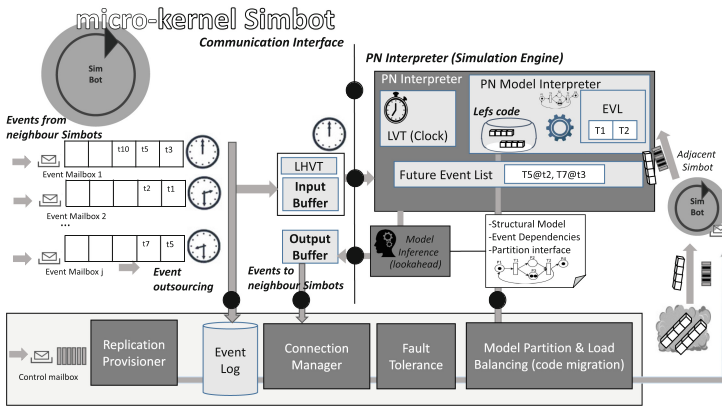 micro-kernel Simbot
Communication Interface
PN Interpreter (Simulation Engine)
Sim
Bot
PN Interpreter
PN Model Interpreter
Lefs code
EVL
T1 T2
LVT (Clock)
Events from
neighbour Simbots
t10 t5 t3
Event Mailbox 1
t2 t1
Event Mailbox 2
...
t7 t5
Event Mailbox j
Event
outsourcing
LHVT
Input
Buffer
Output
Buffer
Events to
neighbour Simbots
Future Event List
T5@t2, T7@t3
Model
Inference
(lookahead)
-Structural Model
-Event Dependencies
-Partition interface
Adjacent
Simbot
Sim
Bot
Control mailbox
Replication
Provisioner
Event
Log
Connection
Manager
Fault
Tolerance
Model Partition & Load
Balancing (code migration)